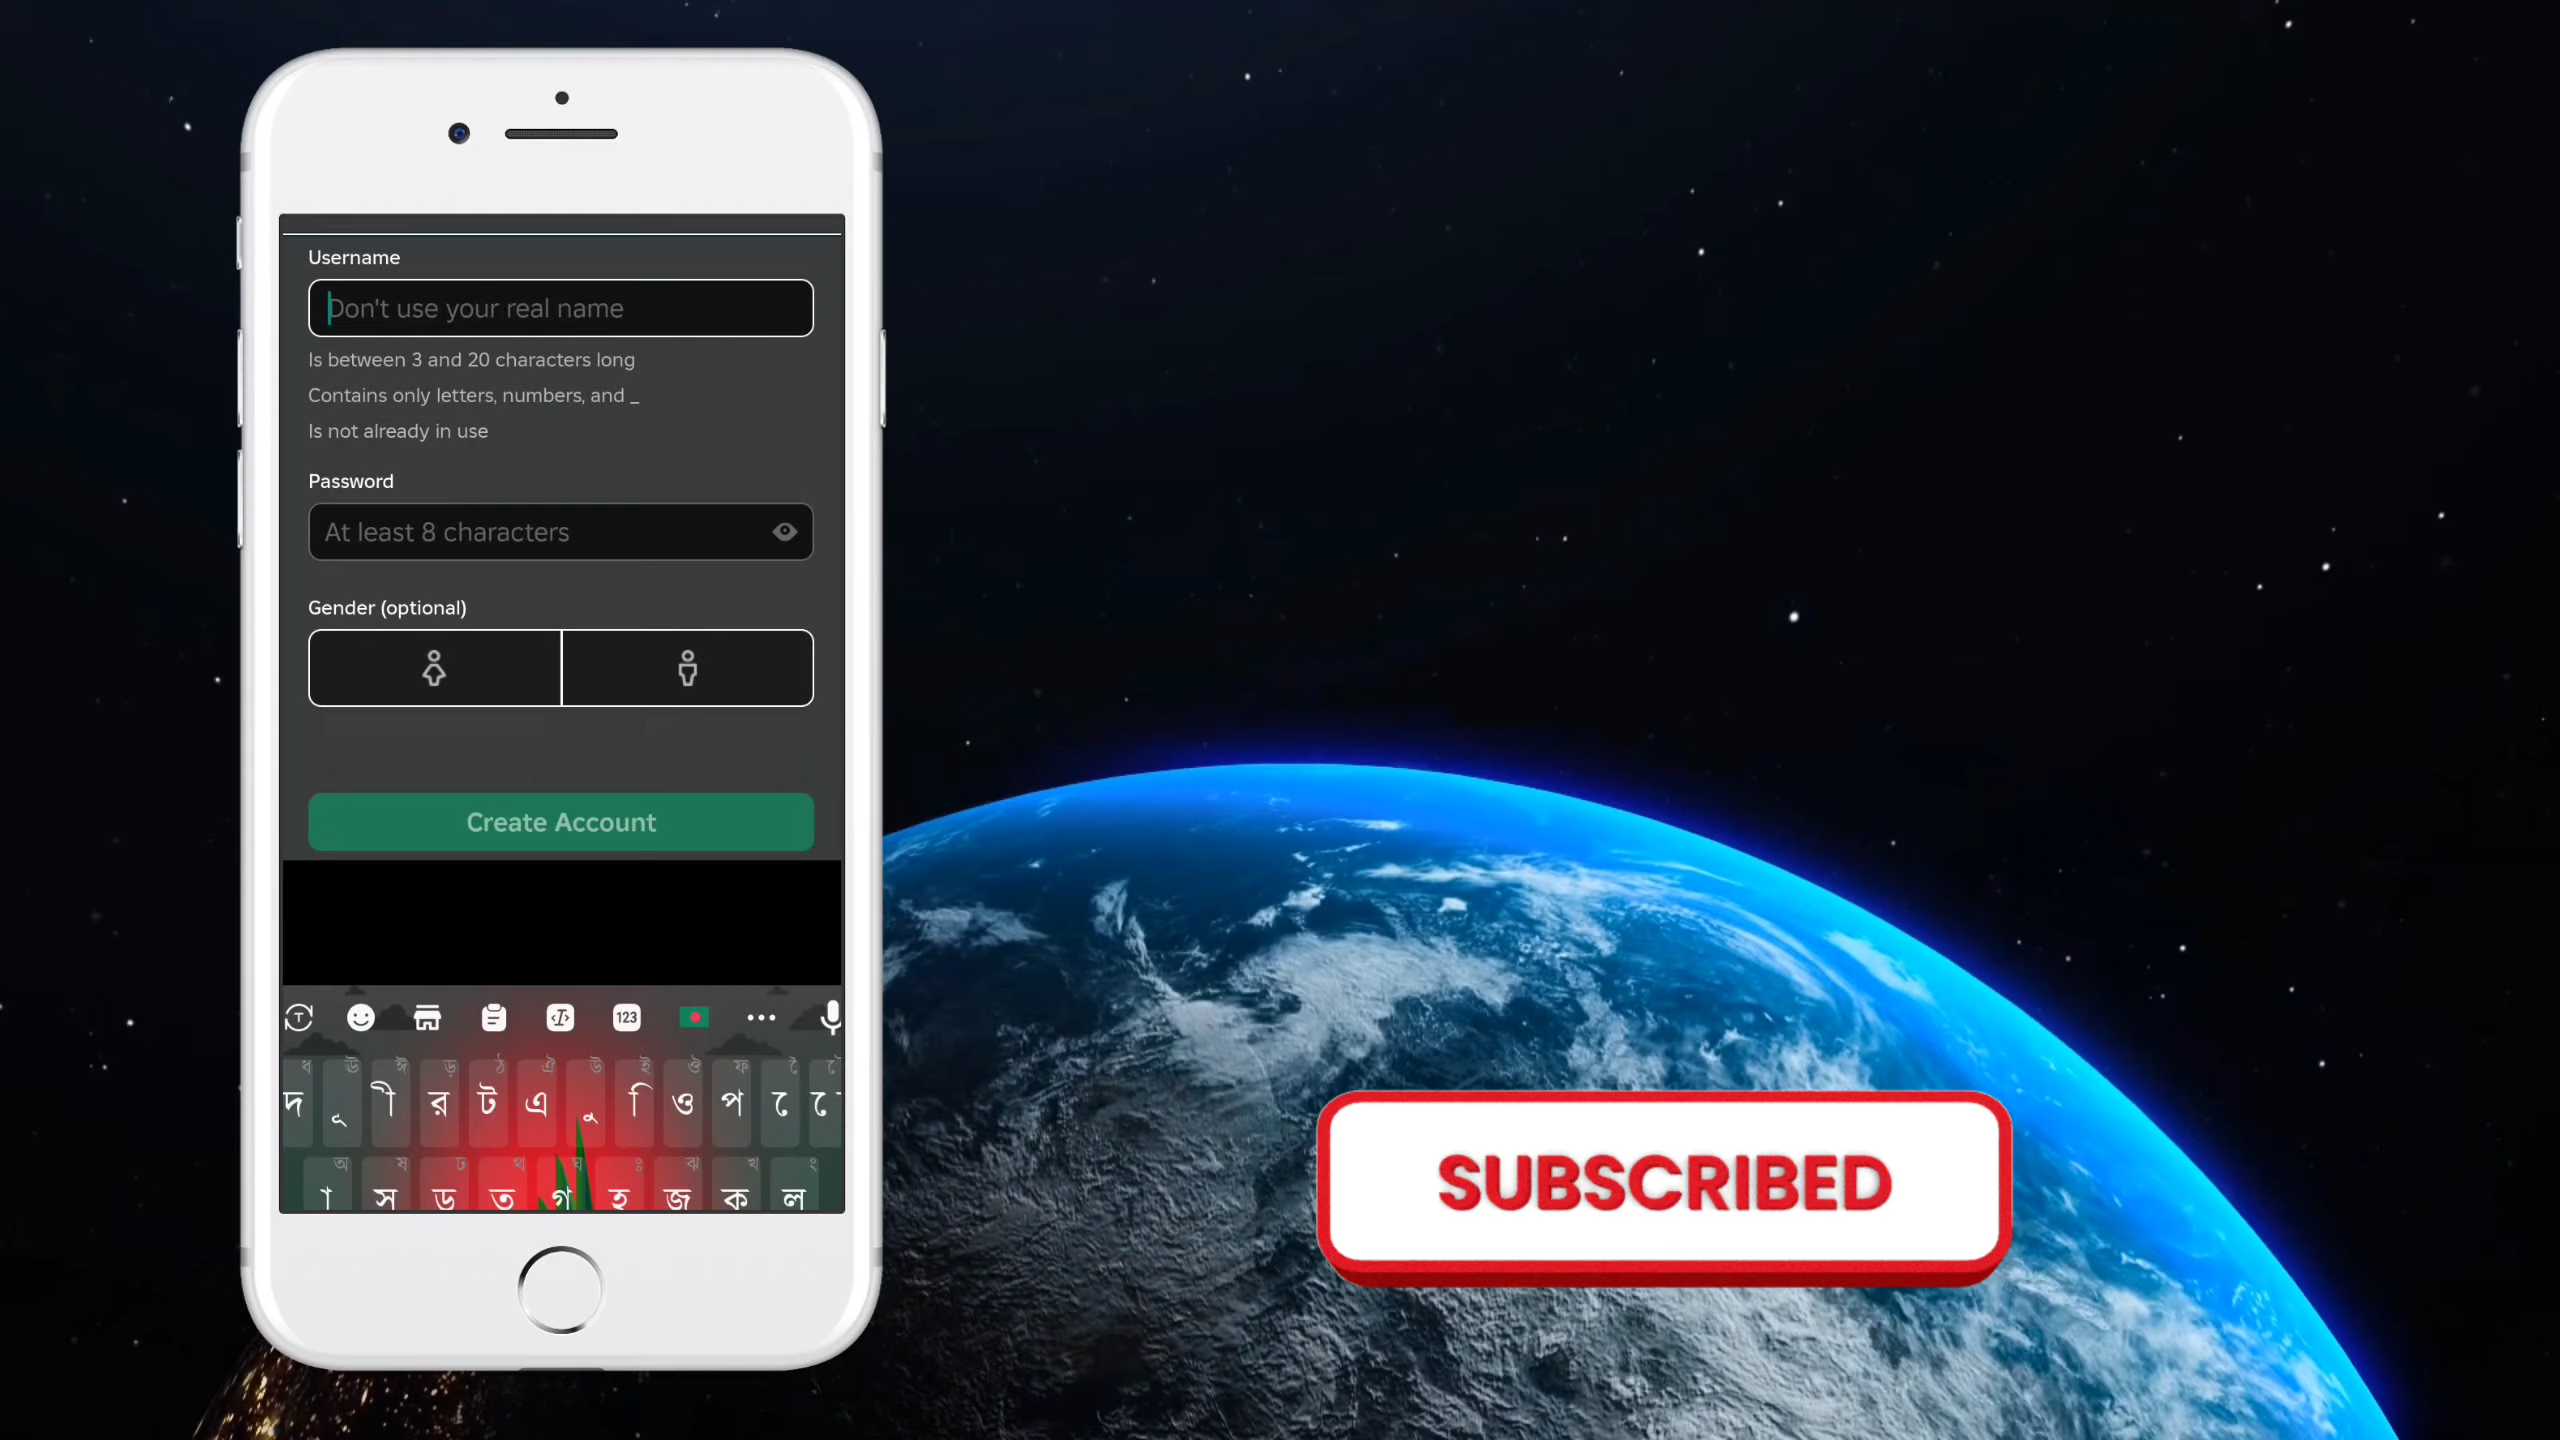 Username
Don't use your real name
Is between 3 and 20 characters long
Contains only letters, numbers, and _
Is not already in use
Password
At least 8 characters
Gender (optional)
Create Account
123
ধ ঊ ঈ ড় ঠ ঐ উ ই ঔ ফ ৈ
দ ূ ী র ট এ ু ি ও প ে
অ ষ ঢ থ ঘ ঃ ঝ খ ং
া স ড ত গ হ জ ক ল
SUBSCRIBED